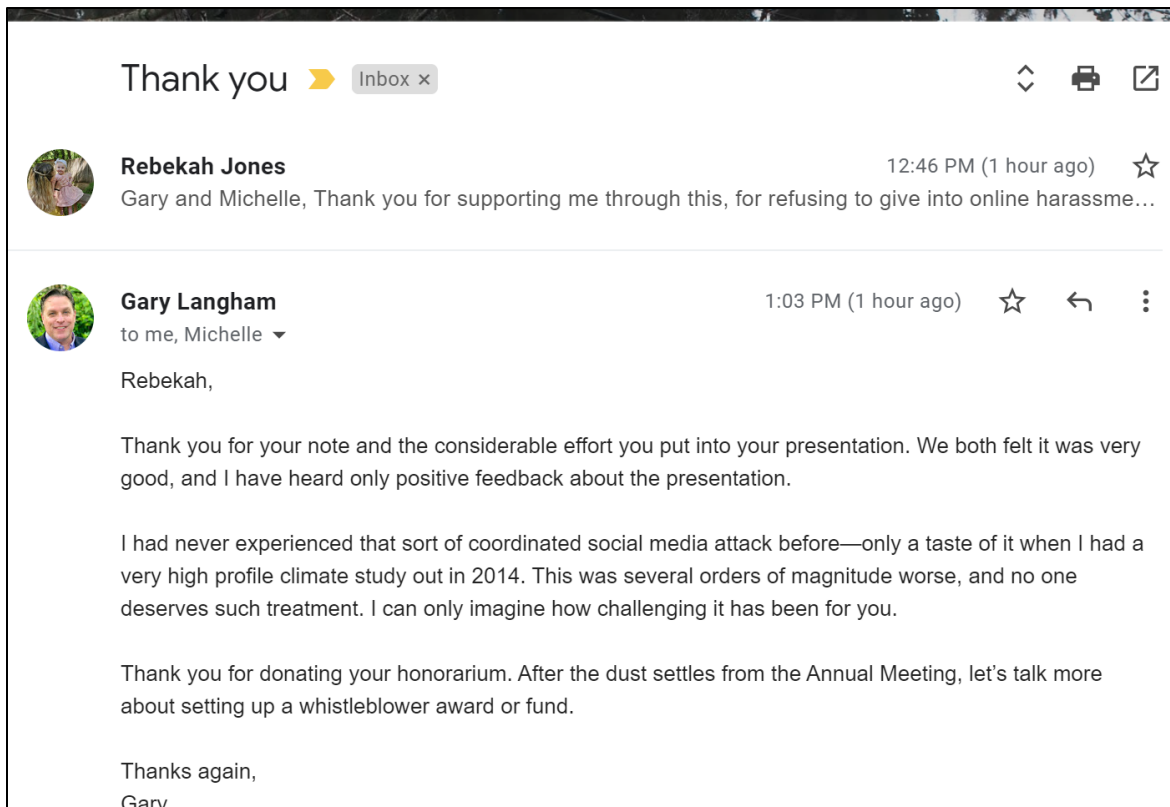 Thank you Inbox ×
Rebekah Jones 12:46 PM (1 hour ago)
Gary and Michelle, Thank you for supporting me through this, for refusing to give into online harassme…
Gary Langham 1:03 PM (1 hour ago)
to me, Michelle
Rebekah,
Thank you for your note and the considerable effort you put into your presentation. We both felt it was very
good, and I have heard only positive feedback about the presentation.
I had never experienced that sort of coordinated social media attack before—only a taste of it when I had a
very high profile climate study out in 2014. This was several orders of magnitude worse, and no one
deserves such treatment. I can only imagine how challenging it has been for you.
Thank you for donating your honorarium. After the dust settles from the Annual Meeting, let’s talk more
about setting up a whistleblower award or fund.
Thanks again,
Gary